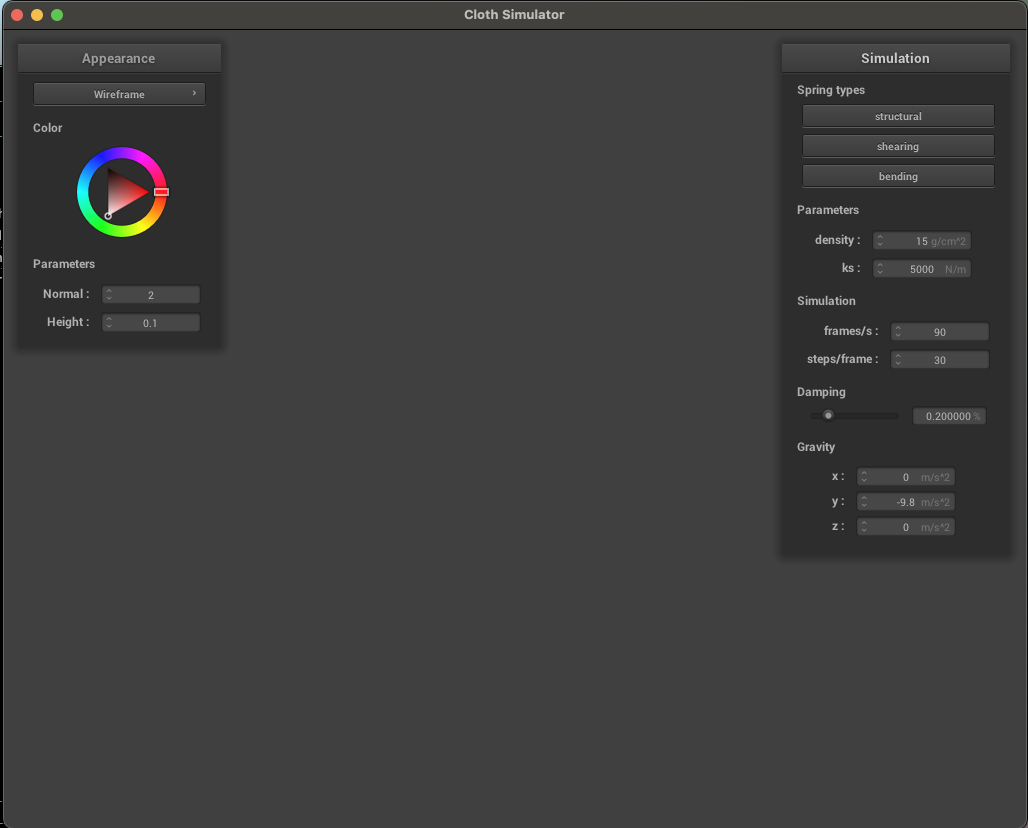 Cloth Simulator
Appearance
Wireframe
Color
Parameters
Normal : 2
Height : 0.1
Simulation
Spring types
structural
shearing
bending
Parameters
density : 15 g/cm^2
ks : 5000 N/m
Simulation
frames/s : 90
steps/frame : 30
Damping
0.200000 %
Gravity
x : 0 m/s^2
y : -9.8 m/s^2
z : 0 m/s^2